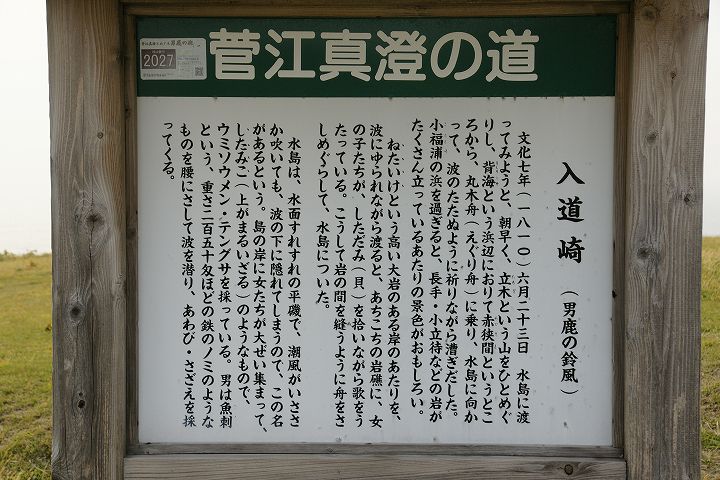 菅江真澄の道
2027
入道崎
（男鹿の鈴風）
文化七年（一八一〇）六月二十三日　水島に渡
ってみようと、朝早く、立木という山をひとめぐ
りし、背海という浜辺におりて赤狭間というとこ
ろから、丸木舟（えぐり舟）に乗り、水島に向か
って、波のたたぬように祈りながら漕ぎだした。
小福浦の浜を過ぎると、長手・小立待などの岩が
たくさん立っているあたりの景色がおもしろい。
ねたいけという高い大岩のある岸のあたりを、
波にゆられながら渡ると、あちこちの岩礁に、女
の子たちが、しただみ（貝）を拾いながら歌をう
たっている。こうして岩の間を縫うように舟をさ
しめぐらして、水島についた。
水島は、水面すれすれの平磯で、潮風がいささ
か吹いても、波の下に隠れてしまうので、この名
があるという。島の岸に女たちが大ぜい集まって、
したみこ（上がまるいざる）のようなもので、
ウミソウメン・テングサを採っている。男は魚刺
という、重さ二百五十匁ほどの鉄のノミのような
ものを腰にさして波を潜り、あわび・さざえを採
ってくる。